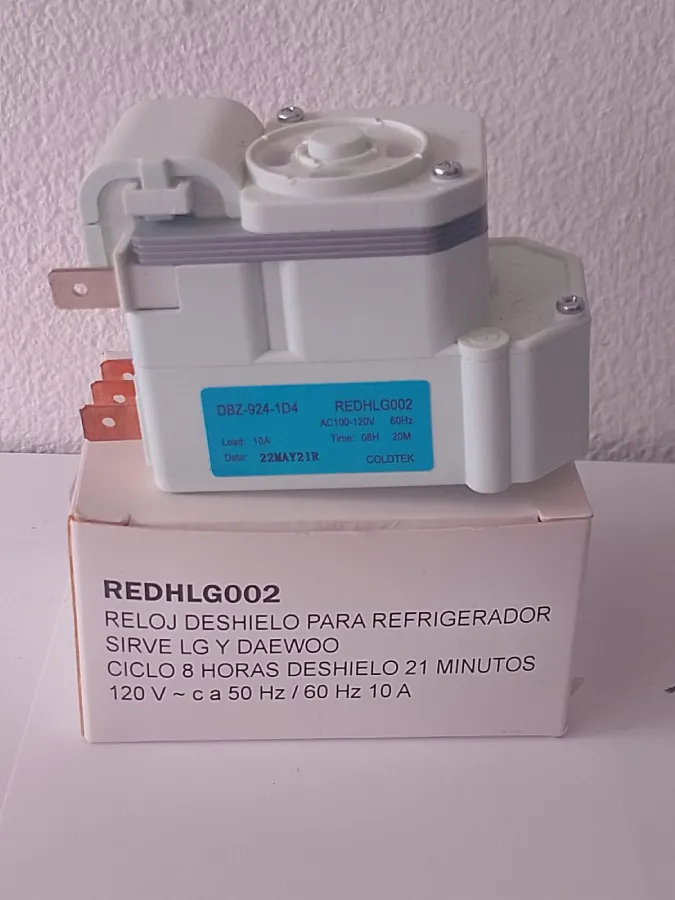 DBZ-924-1D4 REDHLG002
AC100-120V 60Hz
Load: 10A Time: 08H 20M
Date: 22MAY21R COLDTEK
REDHLG002
RELOJ DESHIELO PARA REFRIGERADOR
SIRVE LG Y DAEWOO
CICLO 8 HORAS DESHIELO 21 MINUTOS
120 V ~ c a 50 Hz / 60 Hz 10 A